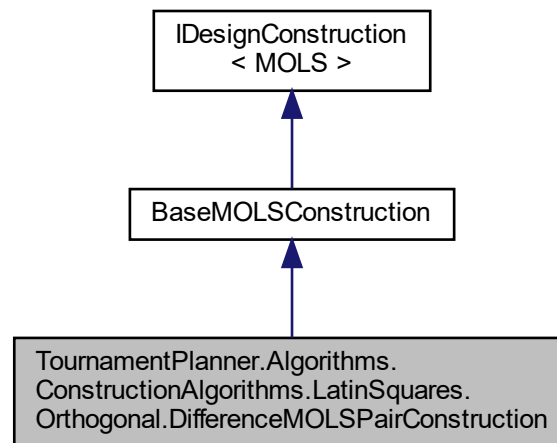 IDesignConstruction
< MOLS >
BaseMOLSConstruction
TournamentPlanner.Algorithms.
ConstructionAlgorithms.LatinSquares.
Orthogonal.DifferenceMOLSPairConstruction